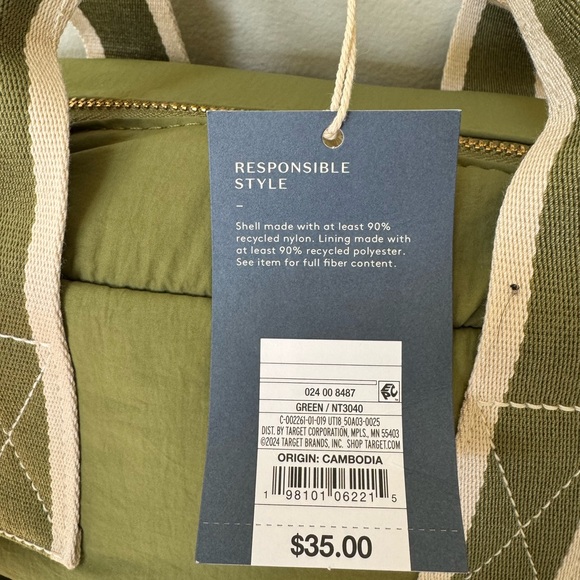 RESPONSIBLE
STYLE
–
Shell made with at least 90%
recycled nylon. Lining made with
at least 90% recycled polyester.
See item for full fiber content.
024 00 8487
GREEN / NT3040
C-002261-01-019 UT18 50A03-0025
DIST. BY TARGET CORPORATION, MPLS., MN 55403
©2024 TARGET BRANDS, INC. SHOP TARGET.COM
ORIGIN: CAMBODIA
1 98101 06221 5
$35.00